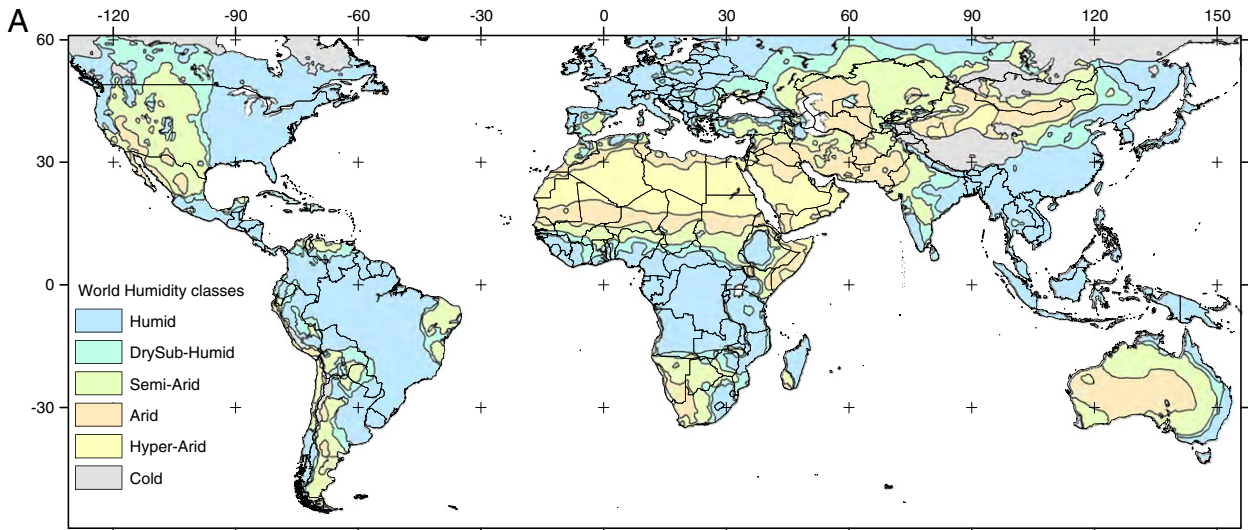 A
-120 -90 -60 -30 0 30 60 90 120 150
60
30
0
-30
World Humidity classes
Humid
DrySub-Humid
Semi-Arid
Arid
Hyper-Arid
Cold